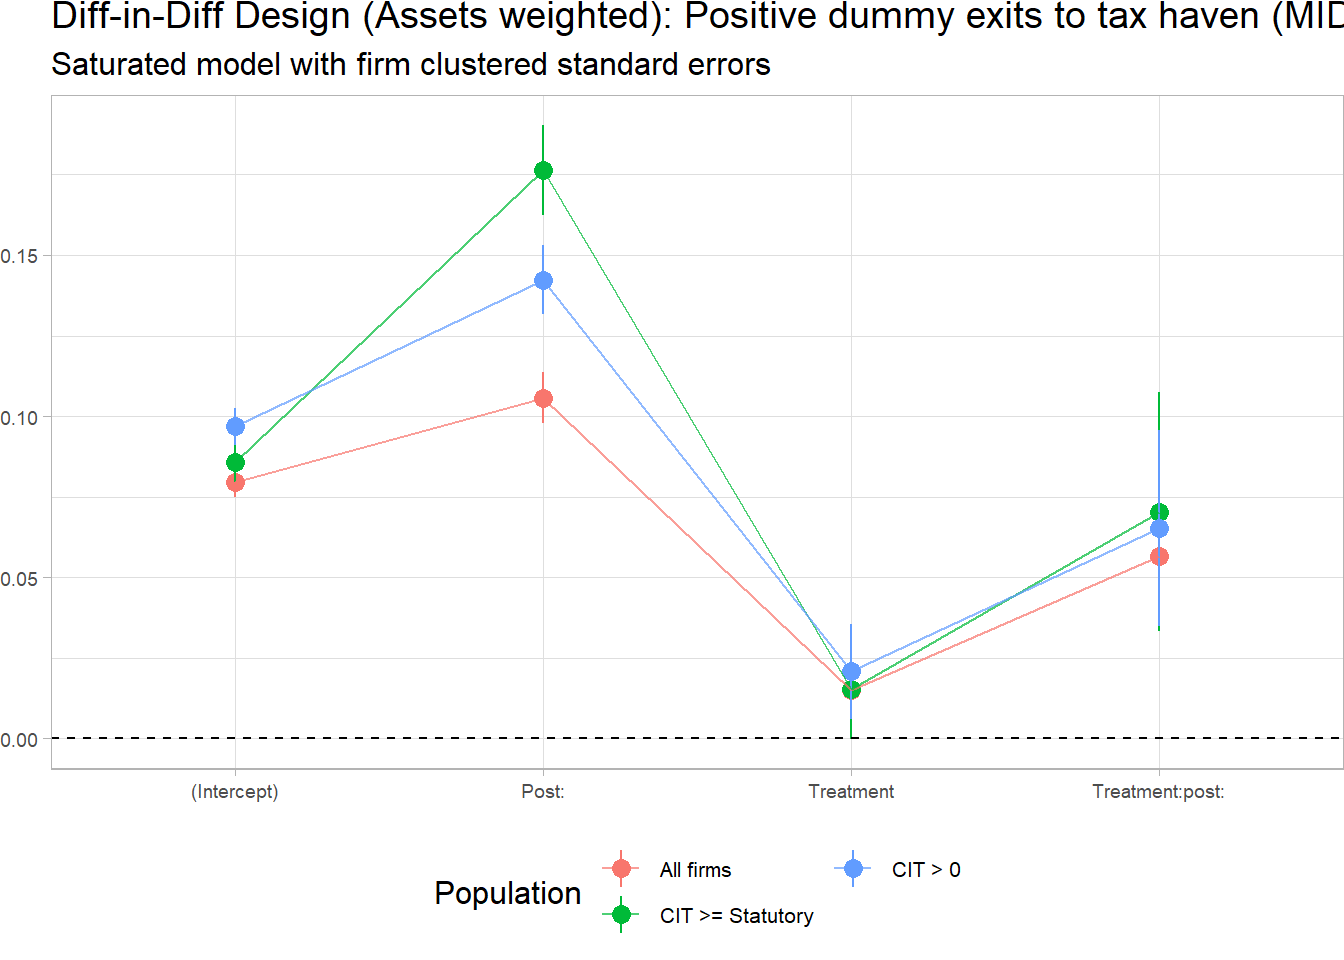 Diff-in-Diff Design (Assets weighted): Positive dummy exits to tax haven (MID
Saturated model with firm clustered standard errors
0.15
0.10
0.05
0.00
(Intercept) Post: Treatment Treatment:post:
Population
All firms
CIT > 0
CIT >= Statutory